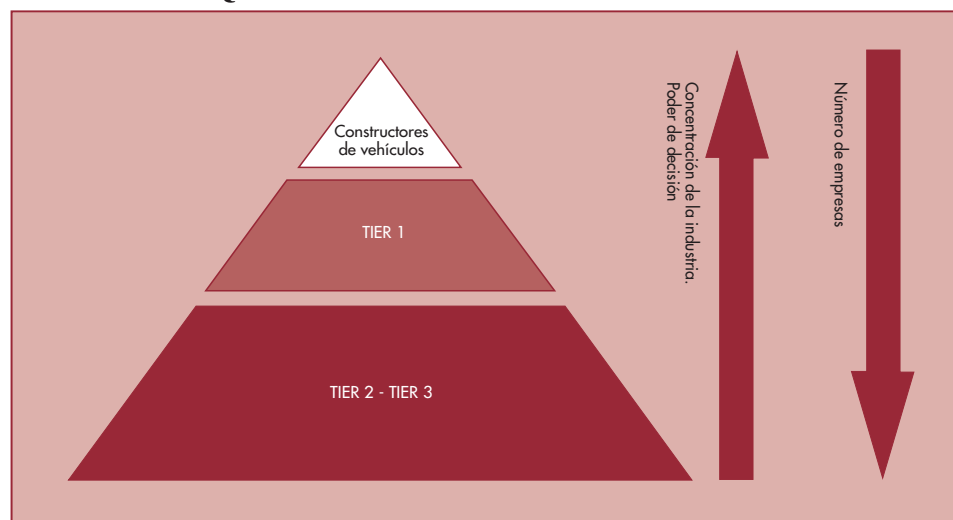 Constructores
de vehículos
TIER 1
TIER 2 - TIER 3
Concentración de la industria.
Poder de decisión
Número de empresas